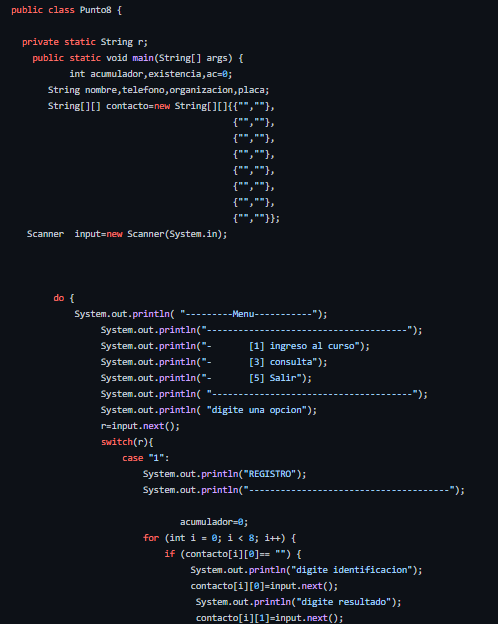 public class Punto8 {
private static String r;
public static void main(String[] args) {
int acumulador,existencia,ac=0;
String nombre,telefono,organizacion,placa;
String[][] contacto=new String[][]{{"",""},
{"",""},
{"",""},
{"",""},
{"",""},
{"",""},
{"",""},
{"",""}};
Scanner  input=new Scanner(System.in);
do {
System.out.println( "---------Menu-----------");
System.out.println("--------------------------------------");
System.out.println("-       [1] ingreso al curso");
System.out.println("-       [3] consulta");
System.out.println("-       [5] Salir");
System.out.println( "--------------------------------------");
System.out.println( "digite una opcion");
r=input.next();
switch(r){
case "1":
System.out.println("REGISTRO");
System.out.println("--------------------------------------");
acumulador=0;
for (int i = 0; i < 8; i++) {
if (contacto[i][0]== "") {
System.out.println("digite identificacion");
contacto[i][0]=input.next();
System.out.println("digite resultado");
contacto[i][1]=input.next();